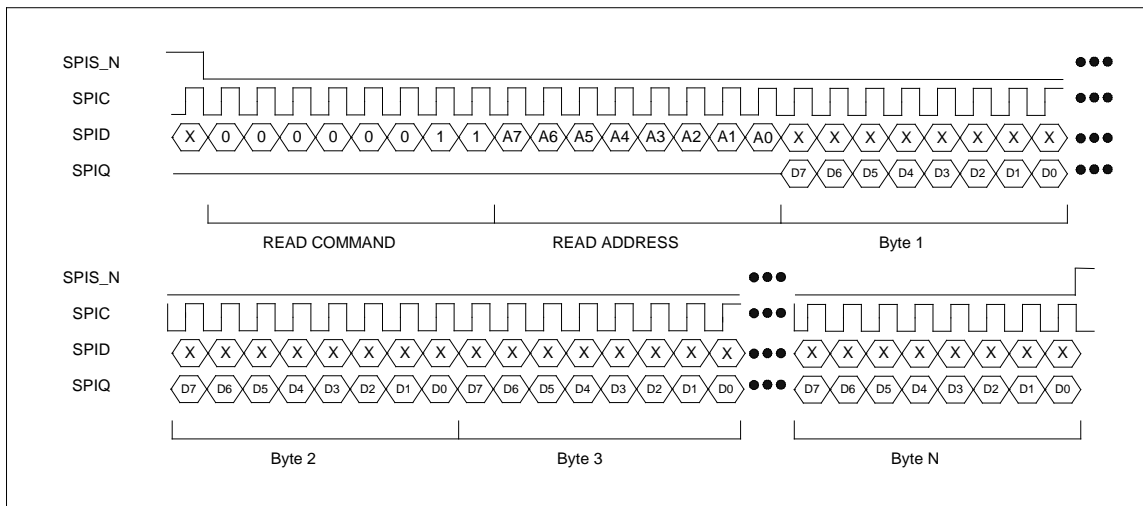 SPIS_N
SPIC
SPID X 0 0 0 0 0 0 1 1 A7 A6 A5 A4 A3 A2 A1 A0 X X X X X X X X
SPIQ D7 D6 D5 D4 D3 D2 D1 D0
READ COMMAND READ ADDRESS Byte 1
SPIS_N
SPIC
SPID X X X X X X X X X X X X X X X X X X X X X X X X
SPIQ D7 D6 D5 D4 D3 D2 D1 D0 D7 D6 D5 D4 D3 D2 D1 D0 D7 D6 D5 D4 D3 D2 D1 D0
Byte 2 Byte 3 Byte N